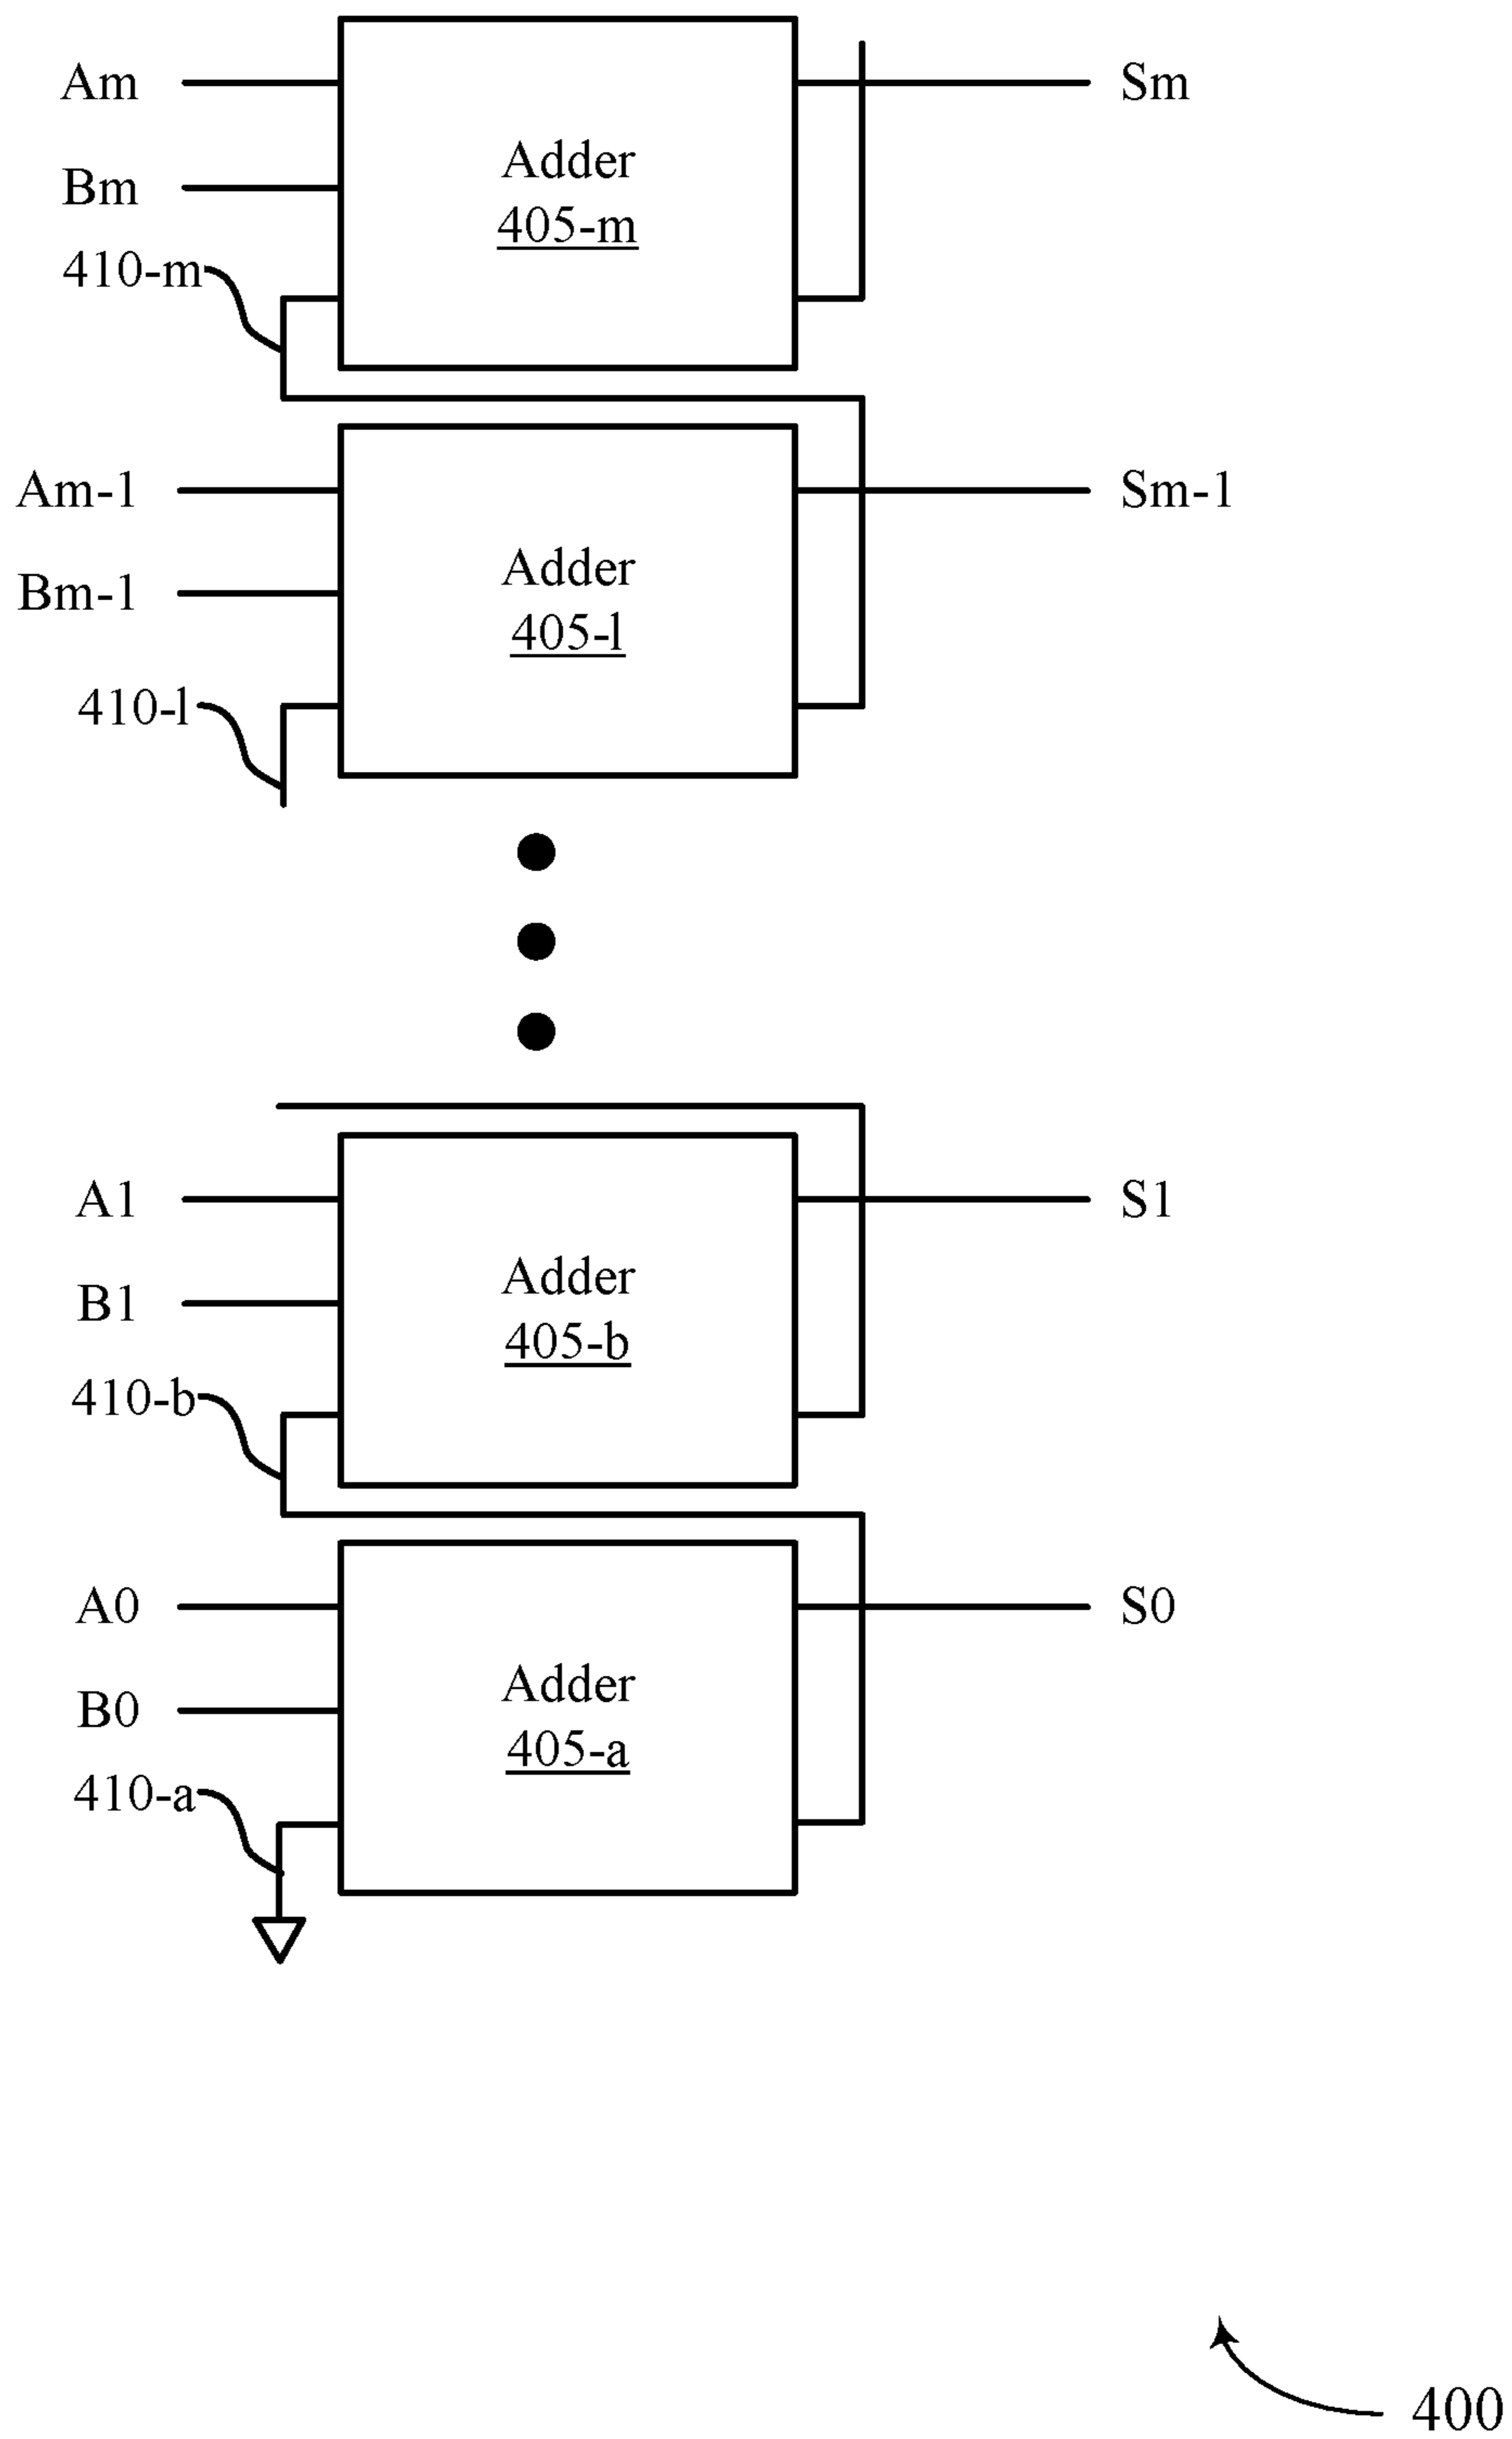 Am
Sm
Adder
Bm
405-m
410-m
Am-1
Sm-1
Adder
Bm-1
405-l
410-l
A1
S1
Adder
B1
405-b
410-b
A0
S0
Adder
B0
405-a
410-a
400